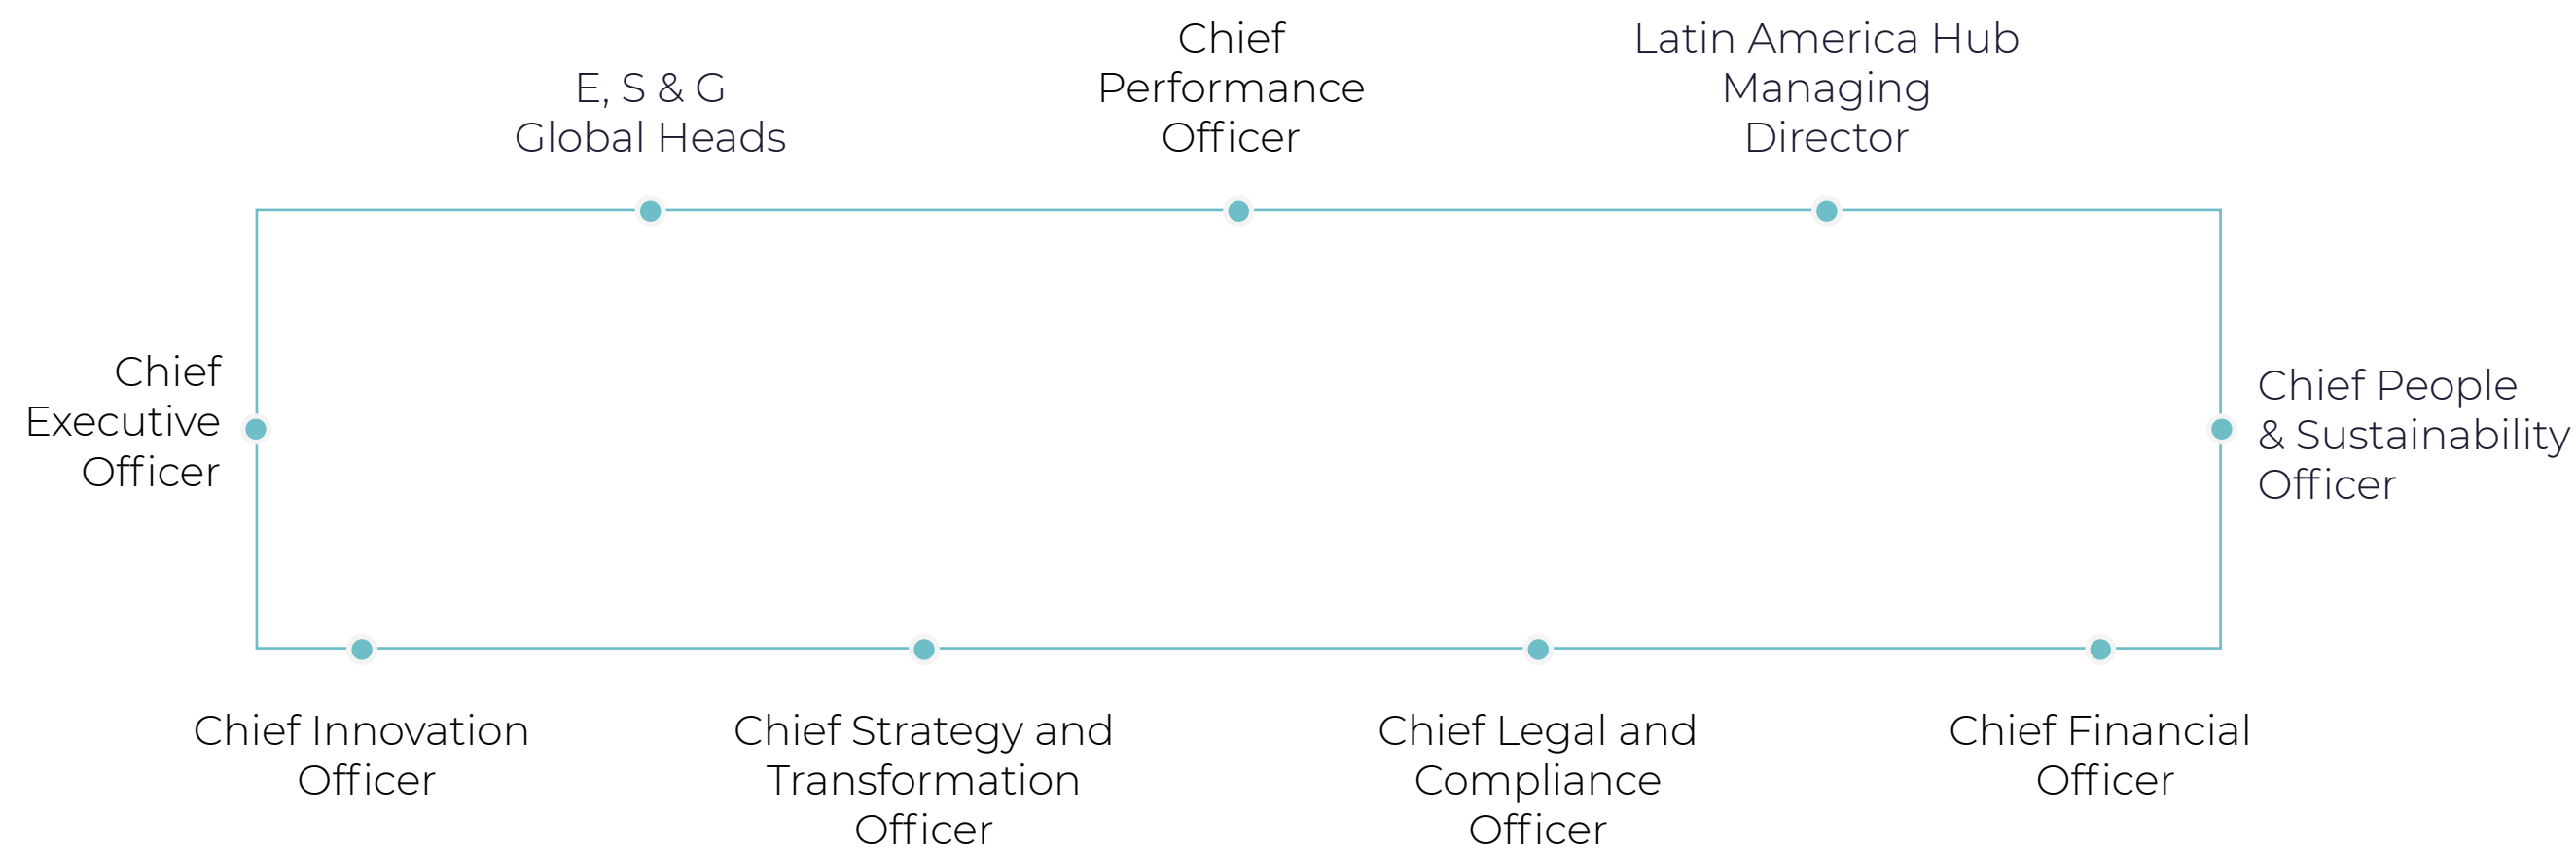 E, S & G
Global Heads
Chief
Performance
Officer
Latin America Hub
Managing
Director
Chief
Executive
Officer
Chief People
& Sustainability
Officer
Chief Innovation
Officer
Chief Strategy and
Transformation
Officer
Chief Legal and
Compliance
Officer
Chief Financial
Officer